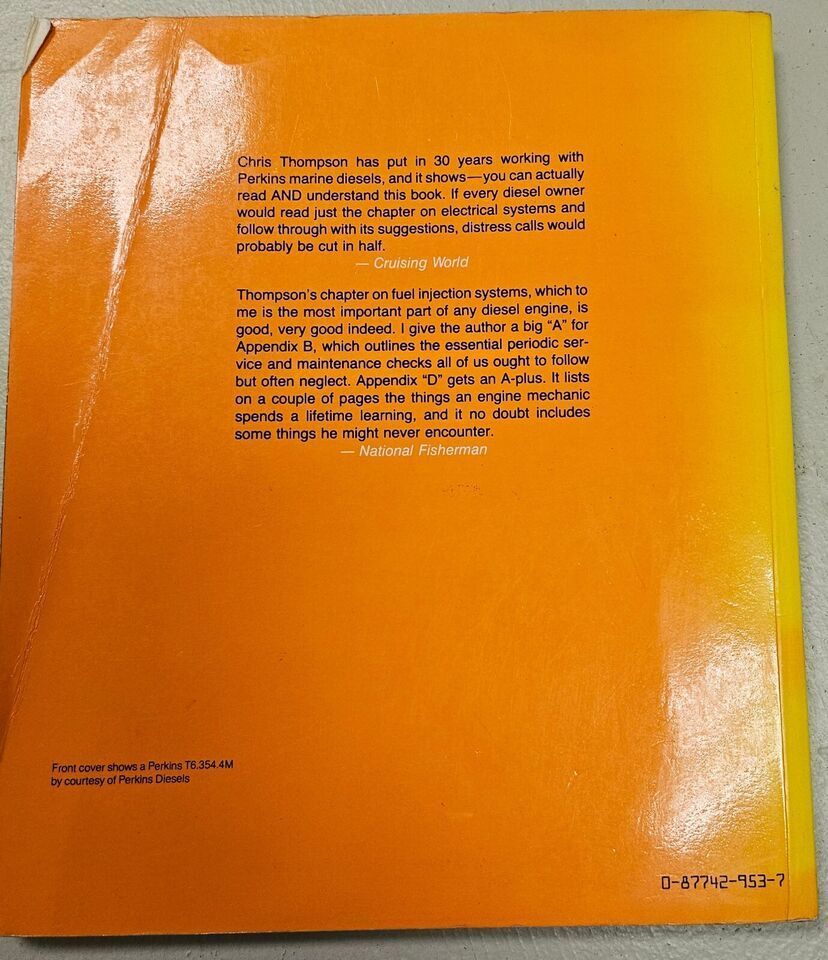 Chris Thompson has put in 30 years working with
Perkins marine diesels, and it shows—you can actually
read AND understand this book. If every diesel owner
would read just the chapter on electrical systems and
follow through with its suggestions, distress calls would
probably be cut in half.
— Cruising World
Thompson's chapter on fuel injection systems, which to
me is the most important part of any diesel engine, is
good, very good indeed. I give the author a big “A” for
Appendix B, which outlines the essential periodic ser-
vice and maintenance checks all of us ought to follow
but often neglect. Appendix “D” gets an A-plus. It lists
on a couple of pages the things an engine mechanic
spends a lifetime learning, and it no doubt includes
some things he might never encounter.
— National Fisherman
Front cover shows a Perkins T6.354.4M
by courtesy of Perkins Diesels
0-87742-953-7